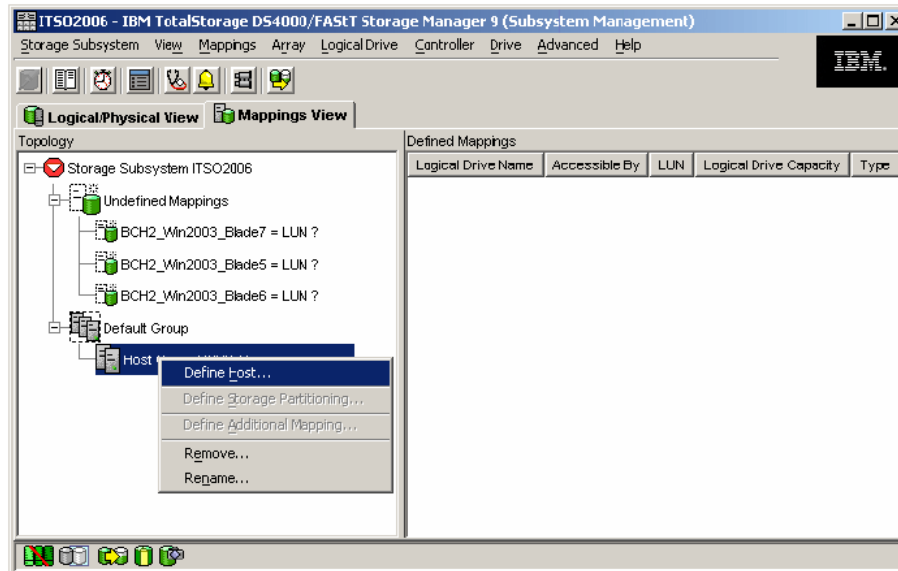 ITSO2006 - IBM TotalStorage DS4000/FAStT Storage Manager 9 (Subsystem Management)
Storage Subsystem View Mappings Array Logical Drive Controller Drive Advanced Help
IBM.
Logical/Physical View Mappings View
Topology
Defined Mappings
Logical Drive Name Accessible By LUN Logical Drive Capacity Type
Storage Subsystem ITSO2006
Undefined Mappings
BCH2_Win2003_Blade7 = LUN ?
BCH2_Win2003_Blade5 = LUN ?
BCH2_Win2003_Blade6 = LUN ?
Default Group
Host
Define Host...
Define Storage Partitioning...
Define Additional Mapping...
Remove...
Rename...